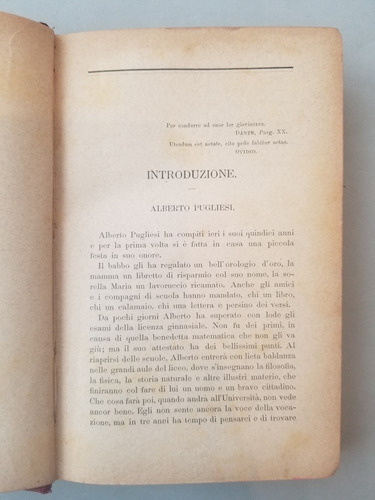 Per condurre ad onor lor giovinezza.
DANTE, Purg. XX.
Utendum est aetate, cito pede labitur aetas.
OVIDIO.
INTRODUZIONE.
ALBERTO PUGLIESI.
Alberto Pugliesi ha compiti ieri i suoi quindici anni
e per la prima volta si è fatta in casa una piccola
festa in suo onore.
Il babbo gli ha regalato un bell'orologio d'oro, la
mamma un libretto di risparmio col suo nome, la so-
rella Maria un lavoruccio ricamato. Anche gli amici
e i compagni di scuola hanno mandato, chi un libro,
chi un calamaio, chi una lettera e persino dei versi.
Da pochi giorni Alberto ha superato con lode gli
esami della licenza ginnasiale. Non fu dei primi, in
causa di quella benedetta matematica che non gli va
giù; ma il suo attestato ha dei bellissimi punti. Al
riaprirsi delle scuole, Alberto entrerà con lieta baldanza
nelle grandi aule del liceo, dove s'insegnano la filosofia,
la fisica, la storia naturale e altre illustri materie, che
finiranno col fare di lui un uomo e un bravo cittadino.
Che cosa farà poi, quando andrà all'Università, non vede
ancor bene. Egli non sente ancora la voce della voca-
zione, ma in tre anni ha tempo di pensarci e di trovare